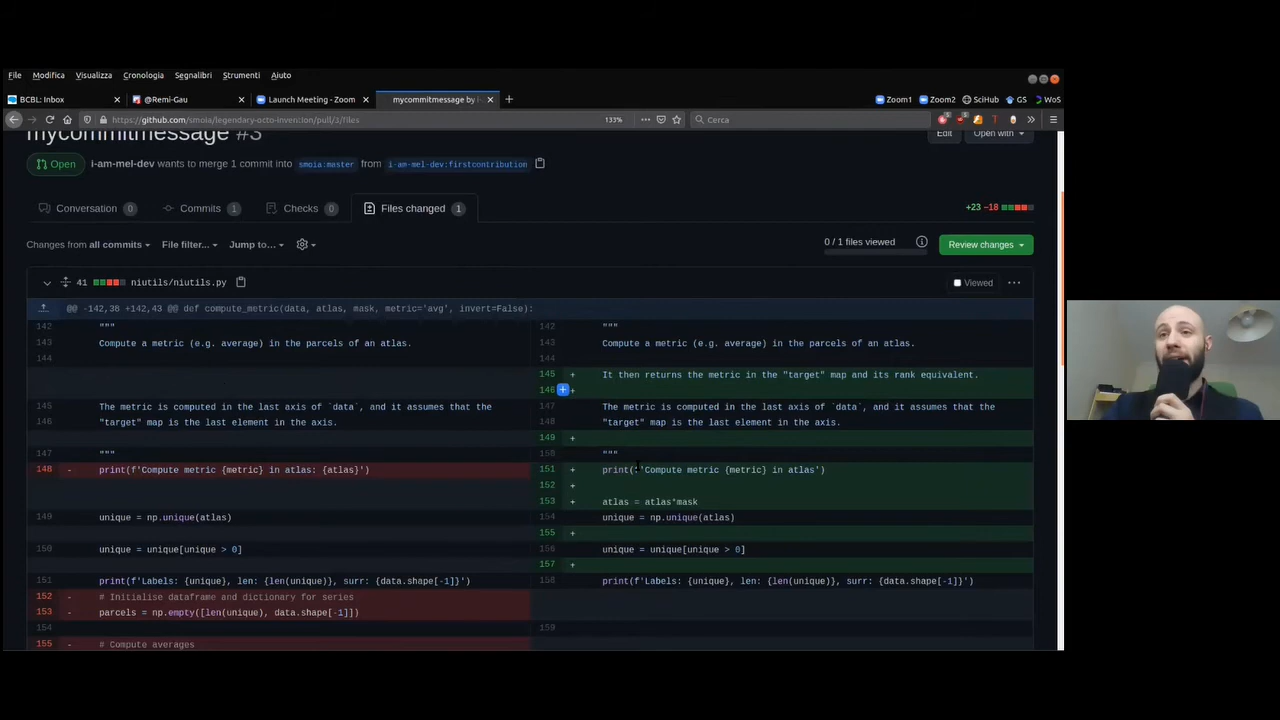 File Modifica Visualizza Cronologia Segnalibri Strumenti Aiuto
BCBL: Inbox @Remi-Gau Launch Meeting - Zoom mycommitmessage by Zoom1 Zoom2 SciHub GS WoS
https://github.com/smoia/legendary-octo-invention/pull/3/files 133% Cerca
mycommitmessage #3 Edit Open with
Open i-am-mel-dev wants to merge 1 commit into smoia:master from i-am-mel-dev:firstcontribution
Conversation 0 Commits 1 Checks 0 Files changed 1 +23 −18
Changes from all commits File filter... Jump to... 0 / 1 files viewed Review changes
41 niutils/niutils.py Viewed
@@ -142,36 +142,43 @@ def compute_metric(data, atlas, mask, metric='avg', invert=False):
142 """ 142 """
143 Compute a metric (e.g. average) in the parcels of an atlas. 143 Compute a metric (e.g. average) in the parcels of an atlas.
144 144
145 + It then returns the metric in the "target" map and its rank equivalent.
146 +
145 The metric is computed in the last axis of `data`, and it assumes that the 147 The metric is computed in the last axis of `data`, and it assumes that the
146 "target" map is the last element in the axis. 148 "target" map is the last element in the axis.
149 +
147 """ 150 """
148 - print(f'Compute metric {metric} in atlas: {atlas}') 151 + print(f'Compute metric {metric} in atlas')
152 +
153 + atlas = atlas*mask
149 unique = np.unique(atlas) 154 unique = np.unique(atlas)
155 +
150 unique = unique[unique > 0] 156 unique = unique[unique > 0]
157 +
151 print(f'Labels: {unique}, len: {len(unique)}, surr: {data.shape[-1]}') 158 print(f'Labels: {unique}, len: {len(unique)}, surr: {data.shape[-1]}')
152 - # Initialise dataframe and dictionary for series
153 - parcels = np.empty([len(unique), data.shape[-1]])
154 159
155 - # Compute averages